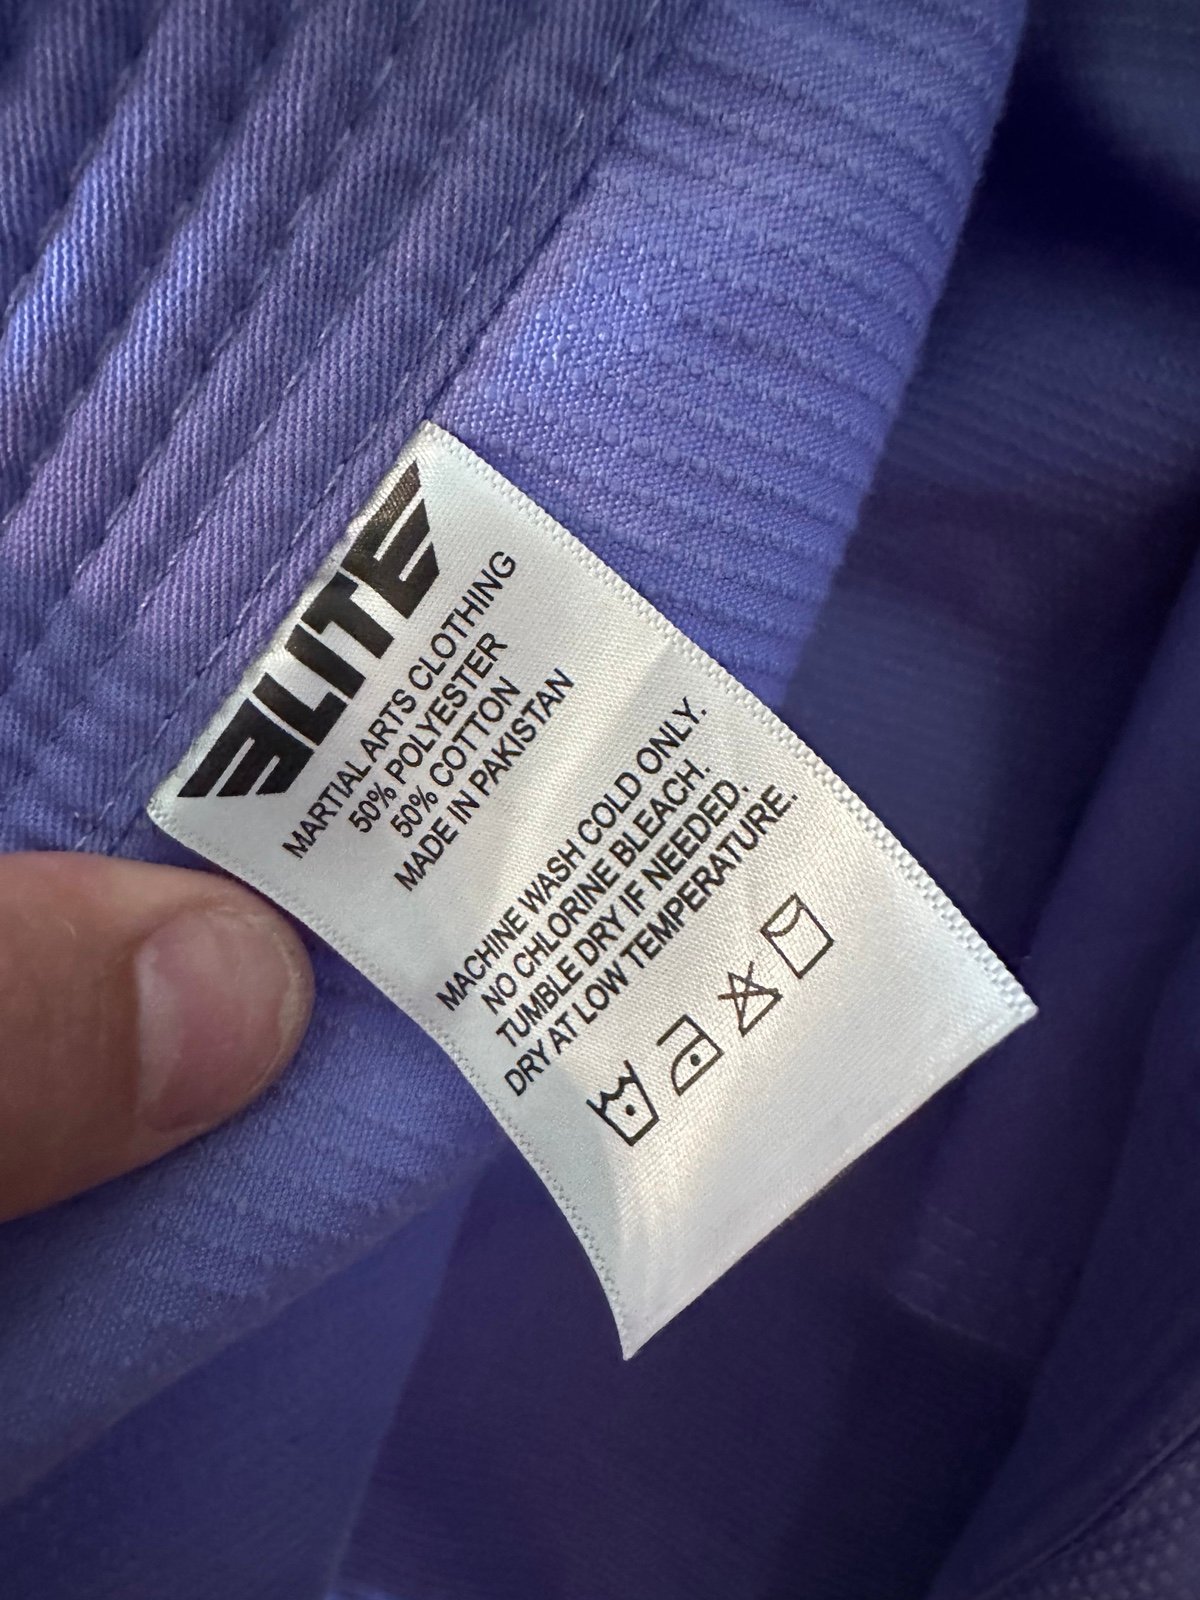 ELITE
MARTIAL ARTS CLOTHING
50% POLYESTER
50% COTTON
MADE IN PAKISTAN
MACHINE WASH COLD ONLY.
NO CHLORINE BLEACH.
TUMBLE DRY IF NEEDED.
DRY AT LOW TEMPERATURE.